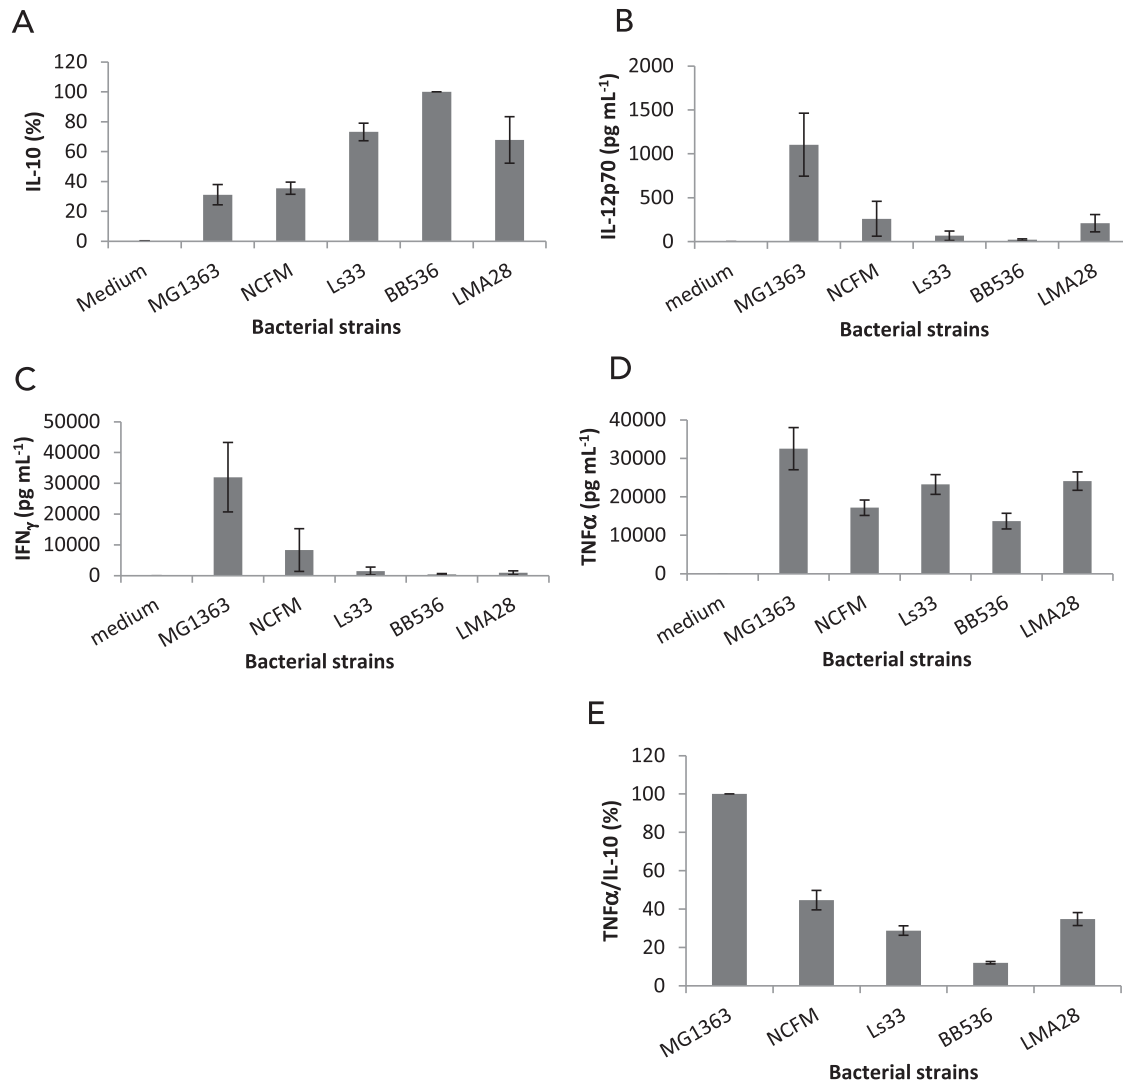 A
IL-10 (%)
120
100
80
60
40
20
0
Medium
MG1363
NCFM
Ls33
BB536
LMA28
Bacterial strains
B
IL-12p70 (pg mL-1)
2000
1500
1000
500
0
medium
MG1363
NCFM
Ls33
BB536
LMA28
Bacterial strains
C
IFNγ (pg mL-1)
50000
40000
30000
20000
10000
0
medium
MG1363
NCFM
Ls33
BB536
LMA28
Bacterial strains
D
TNFα (pg mL-1)
40000
30000
20000
10000
0
medium
MG1363
NCFM
Ls33
BB536
LMA28
Bacterial strains
E
TNFα/IL-10 (%)
120
100
80
60
40
20
0
MG1363
NCFM
Ls33
BB536
LMA28
Bacterial strains